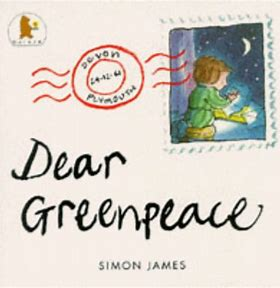 DEVON
PLYMOUTH
Dear
Greenpeace
SIMON JAMES